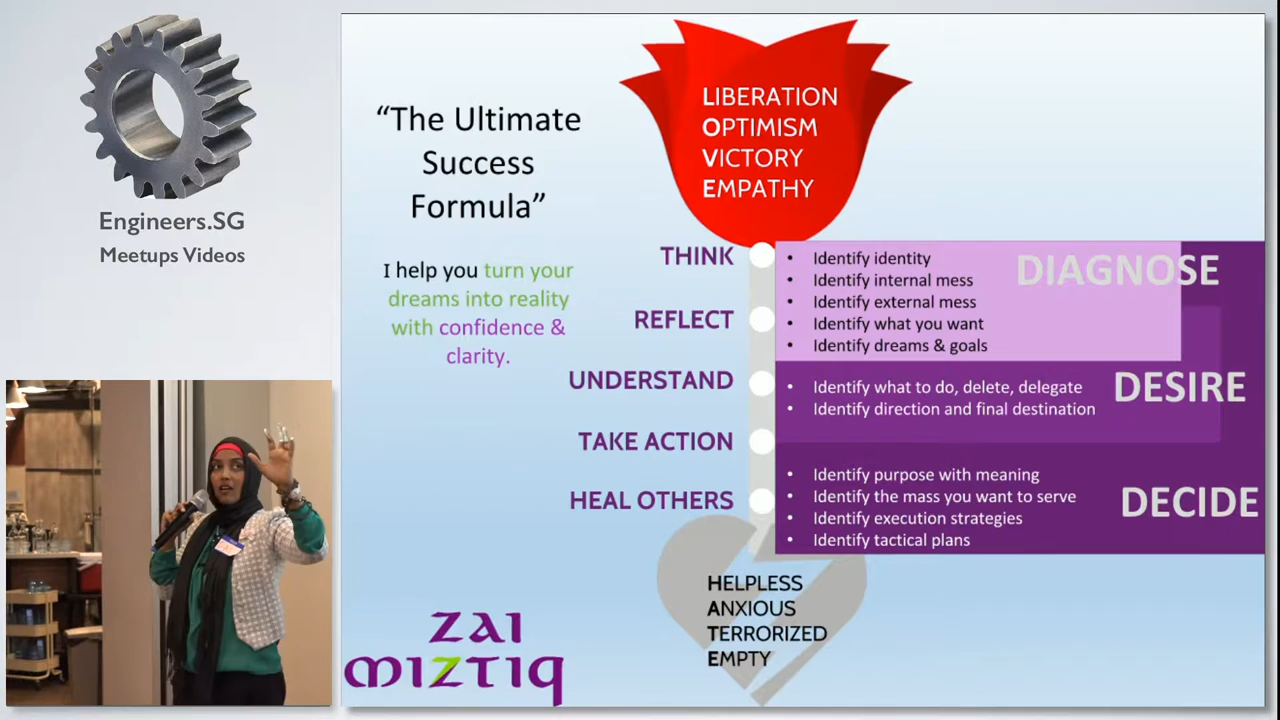 Engineers.SG
Meetups Videos
“The Ultimate
Success
Formula”
I help you turn your
dreams into reality
with confidence &
clarity.
LIBERATION
OPTIMISM
VICTORY
EMPATHY
THINK
REFLECT
UNDERSTAND
TAKE ACTION
HEAL OTHERS
• Identify identity
• Identify internal mess
• Identify external mess
• Identify what you want
• Identify dreams & goals
DIAGNOSE
• Identify what to do, delete, delegate
• Identify direction and final destination
DESIRE
• Identify purpose with meaning
• Identify the mass you want to serve
• Identify execution strategies
• Identify tactical plans
DECIDE
HELPLESS
ANXIOUS
TERRORIZED
EMPTY
ZAI
MIZTIQ